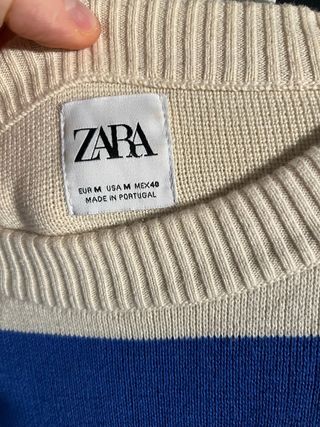 ZARA
EUR M USA M MEX 40
MADE IN PORTUGAL